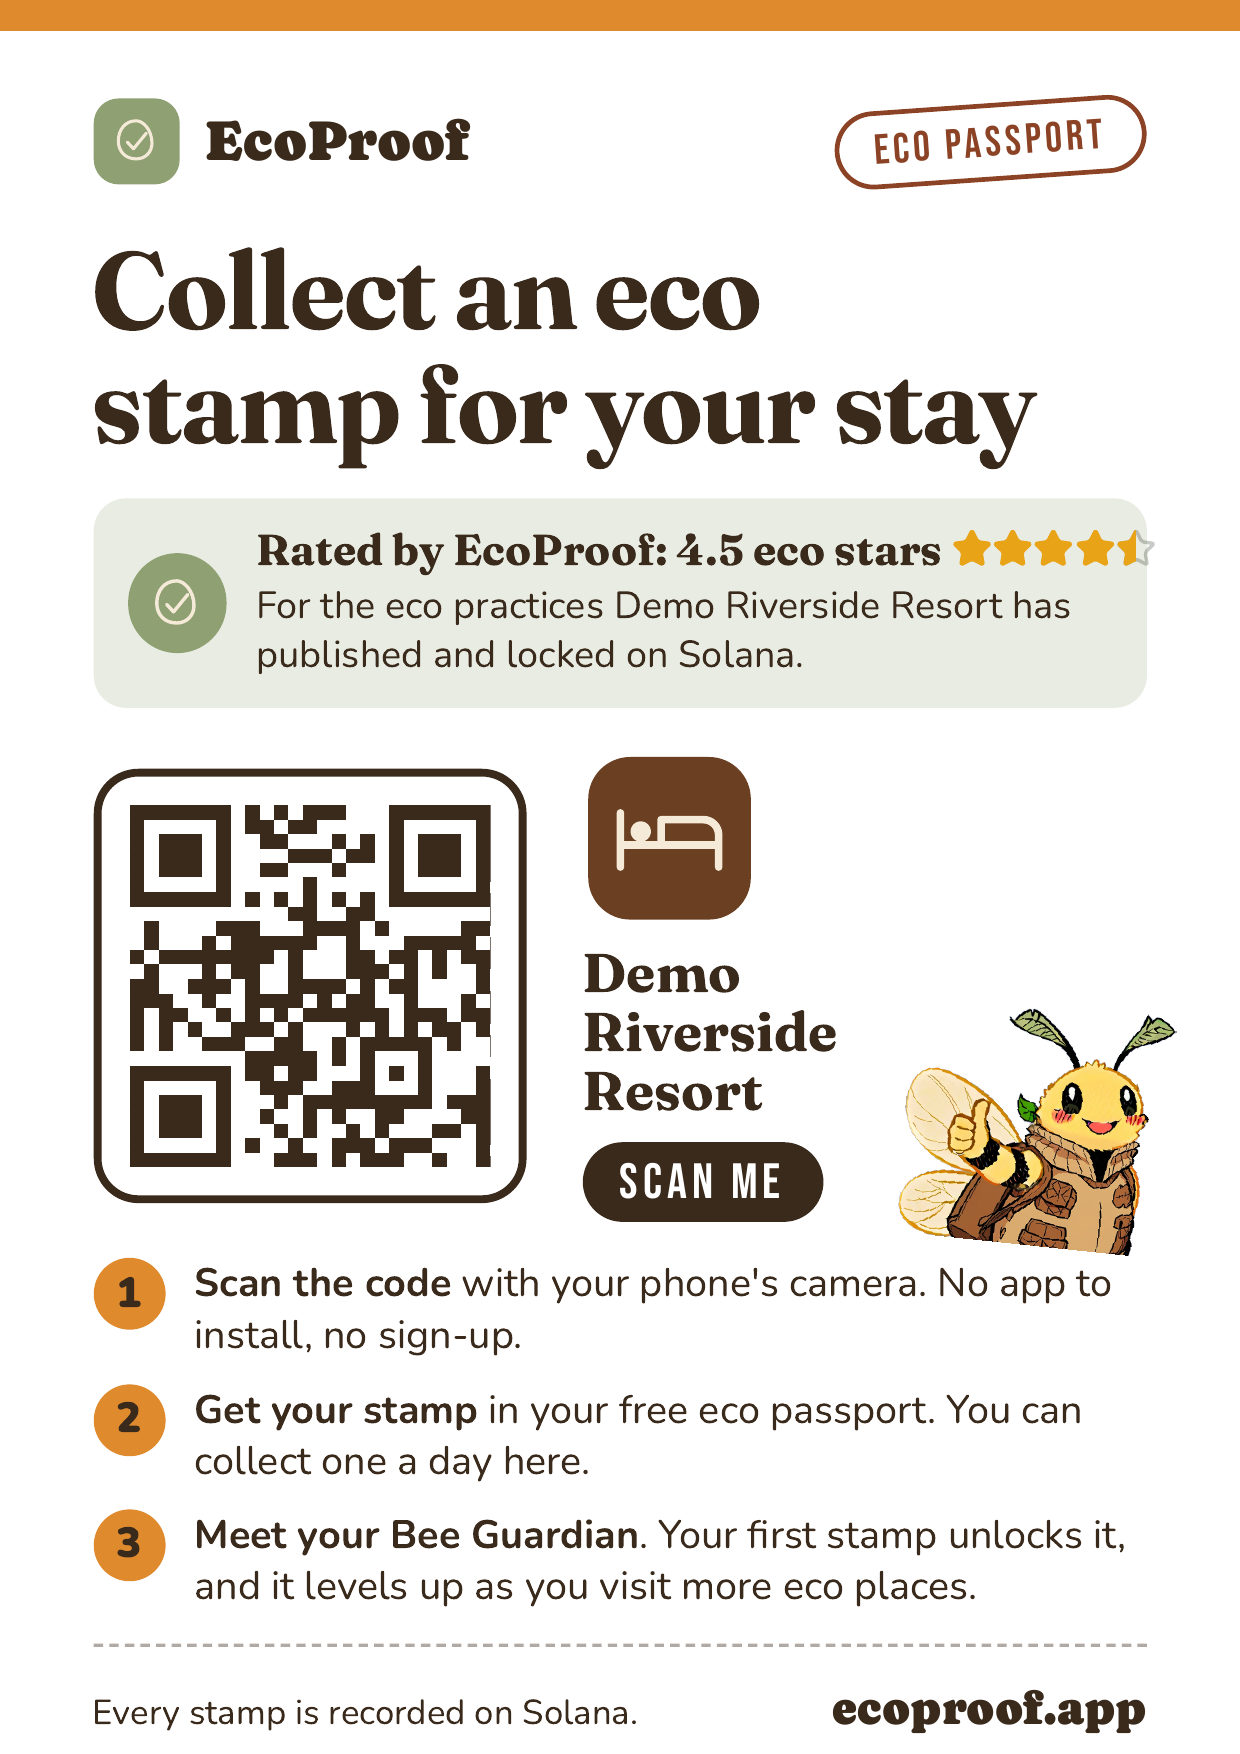 EcoProof
ECO PASSPORT
Collect an eco
stamp for your stay
Rated by EcoProof: 4.5 eco stars
For the eco practices Demo Riverside Resort has
published and locked on Solana.
Demo
Riverside
Resort
SCAN ME
1
Scan the code with your phone's camera. No app to
install, no sign-up.
2
Get your stamp in your free eco passport. You can
collect one a day here.
3
Meet your Bee Guardian. Your first stamp unlocks it,
and it levels up as you visit more eco places.
Every stamp is recorded on Solana.
ecoproof.app